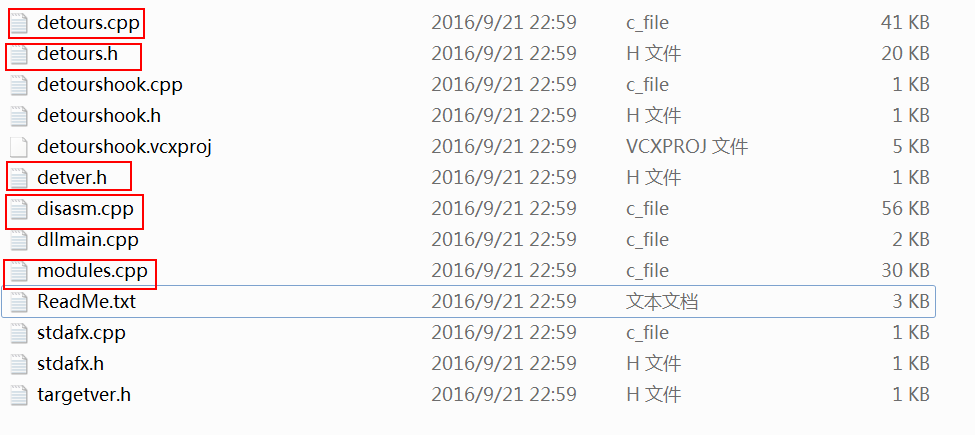 detours.cpp 2016/9/21 22:59 c_file 41 KB
detours.h 2016/9/21 22:59 H 文件 20 KB
detourshook.cpp 2016/9/21 22:59 c_file 1 KB
detourshook.h 2016/9/21 22:59 H 文件 1 KB
detourshook.vcxproj 2016/9/21 22:59 VCXPROJ 文件 5 KB
detver.h 2016/9/21 22:59 H 文件 1 KB
disasm.cpp 2016/9/21 22:59 c_file 56 KB
dllmain.cpp 2016/9/21 22:59 c_file 2 KB
modules.cpp 2016/9/21 22:59 c_file 30 KB
ReadMe.txt 2016/9/21 22:59 文本文档 3 KB
stdafx.cpp 2016/9/21 22:59 c_file 1 KB
stdafx.h 2016/9/21 22:59 H 文件 1 KB
targetver.h 2016/9/21 22:59 H 文件 1 KB